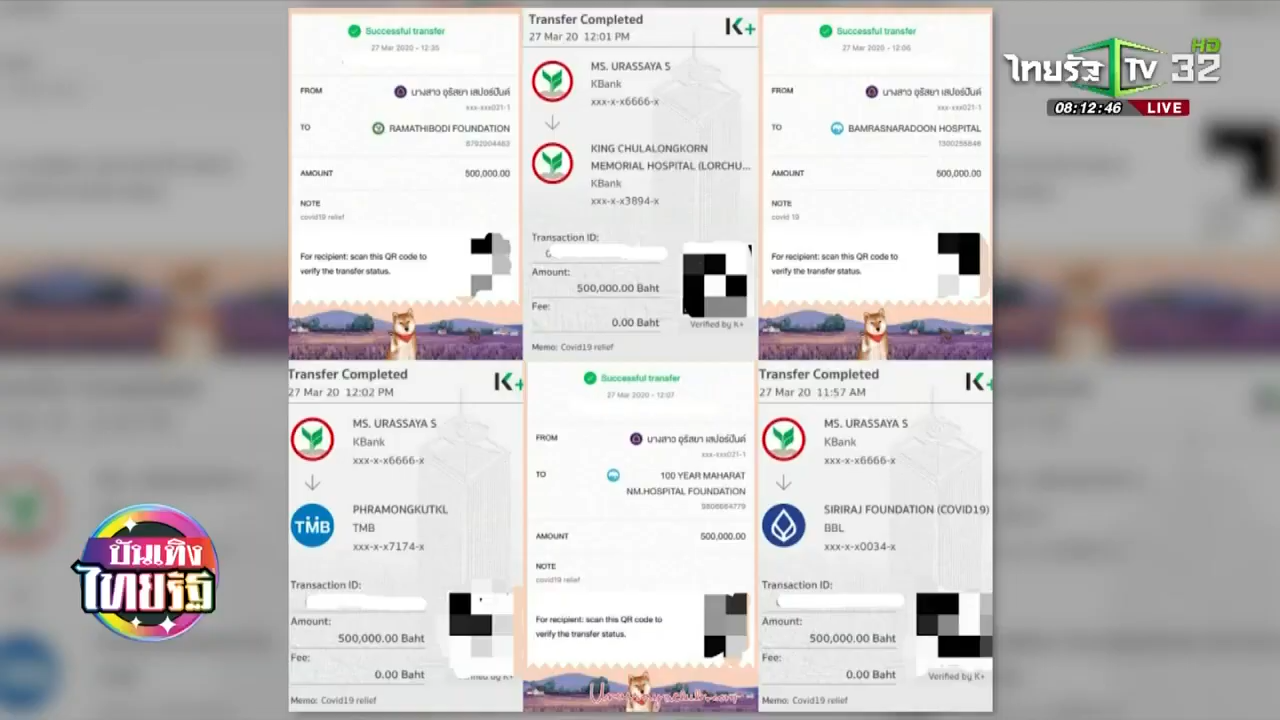 Successful transfer
27 Mar 2020 - 12:35
FROM
นางสาว อุรัสยา เสปอร์บันด์
xxx-xxx021-1
TO
RAMATHIBODI FOUNDATION
AMOUNT
500,000.00
NOTE
covid19 relief
For recipient: scan this QR code to
verify the transfer status.
Transfer Completed
27 Mar 20 12:01 PM
K+
MS. URASSAYA S
KBank
xxx-x-x6666-x
KING CHULALONGKORN
MEMORIAL HOSPITAL (LORCHU...
KBank
xxx-x-x3894-x
Transaction ID:
Amount:
500,000.00 Baht
Fee:
0.00 Baht
Verified by K+
Memo: Covid19 relief
Successful transfer
27 Mar 2020 - 12:06
FROM
นางสาว อุรัสยา เสปอร์บันด์
xxx-xxx021-1
TO
BAMRASNARADOON HOSPITAL
AMOUNT
500,000.00
NOTE
covid 19
For recipient: scan this QR code to
verify the transfer status.
ไทยรัฐ TV 32 HD
08:12:46 LIVE
Transfer Completed
27 Mar 20 12:02 PM
K+
MS. URASSAYA S
KBank
xxx-x-x6666-x
TMB
PHRAMONGKUTKL
TMB
xxx-x-x7174-x
Transaction ID:
Amount:
500,000.00 Baht
Fee:
0.00 Baht
Memo: Covid19 relief
Successful transfer
27 Mar 2020 - 12:07
FROM
นางสาว อุรัสยา เสปอร์บันด์
xxx-xxx021-1
TO
100 YEAR MAHARAT
NM.HOSPITAL FOUNDATION
AMOUNT
500,000.00
NOTE
covid19 relief
For recipient: scan this QR code to
verify the transfer status.
Transfer Completed
27 Mar 20 11:57 AM
K+
MS. URASSAYA S
KBank
xxx-x-x6666-x
SIRIRAJ FOUNDATION (COVID19)
BBL
xxx-x-x0034-x
Transaction ID:
Amount:
500,000.00 Baht
Fee:
0.00 Baht
Verified by K+
Memo: Covid19 relief
บันเทิง
ไทยรัฐ